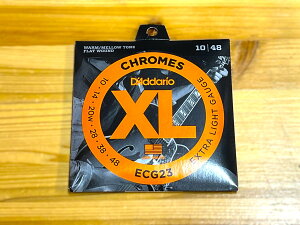 WARM/MELLOW TONE
FLAT WOUND
10 | 48
CHROMES
D'Addario
XL
10 · 14 · 20w · 28 · 38 · 48
EXTRA LIGHT GAUGE
ECG23